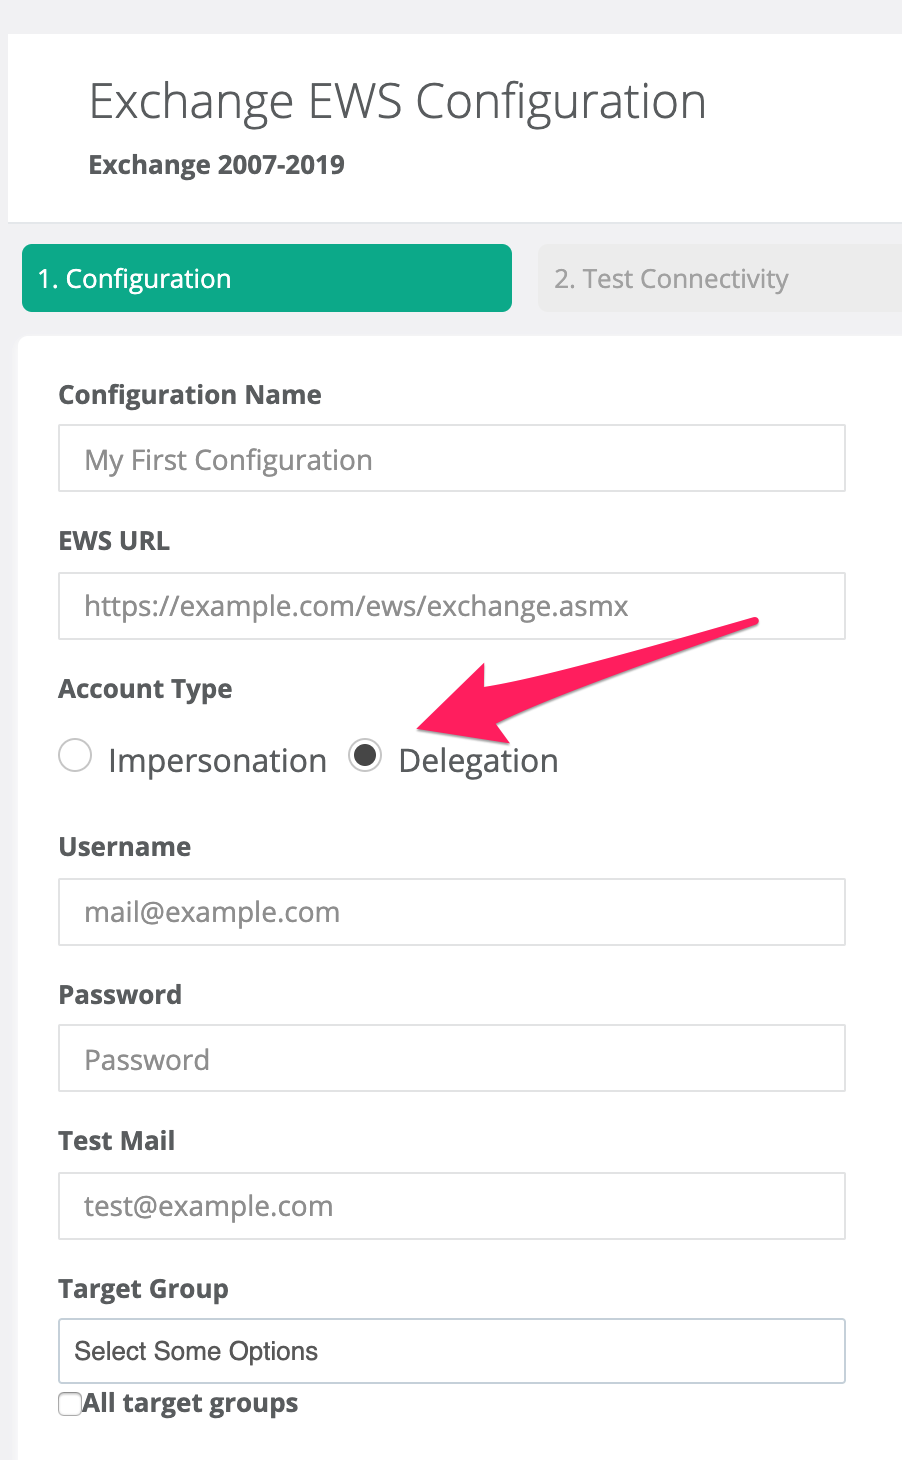 Exchange EWS Configuration
Exchange 2007-2019
1. Configuration
2. Test Connectivity
Configuration Name
My First Configuration
EWS URL
https://example.com/ews/exchange.asmx
Account Type
Impersonation Delegation
Username
mail@example.com
Password
Password
Test Mail
test@example.com
Target Group
Select Some Options
All target groups